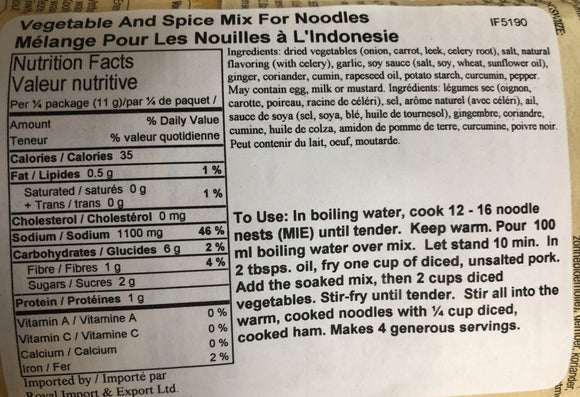 Vegetable And Spice Mix For Noodles
IF5190
Mélange Pour Les Nouilles à L'Indonesie
Nutrition Facts
Valeur nutritive
Per ¼ package (11 g)/par ¼ de paquet /
Amount % Daily Value
Teneur % valeur quotidienne
Calories / Calories 35
Fat / Lipides 0.5 g 1 %
Saturated / saturés 0 g
+ Trans / trans 0 g 1 %
Cholesterol / Cholestérol 0 mg
Sodium / Sodium 1100 mg 46 %
Carbohydrates / Glucides 6 g 2 %
Fibre / Fibres 1 g 4 %
Sugars / Sucres 2 g
Protein / Protéines 1 g
Vitamin A / Vitamine A 0 %
Vitamin C / Vitamine C 0 %
Calcium / Calcium 0 %
Iron / Fer 2 %
Imported by / Importé par
Royal Import & Export Ltd.
Ingredients: dried vegetables (onion, carrot, leek, celery root), salt, natural
flavoring (with celery), garlic, soy sauce (salt, soy, wheat, sunflower oil),
ginger, coriander, cumin, rapeseed oil, potato starch, curcumin, pepper.
May contain egg, milk or mustard. Ingrédients: légumes sec (oignon,
carotte, poireau, racine de céléri), sel, arôme naturel (avec céléri), ail,
sauce de soya (sel, soya, blé, huile de tournesol), gingembre, coriandre,
cumine, huile de colza, amidon de pomme de terre, curcumine, poivre noir.
Peut contenir du lait, oeuf, moutarde.
To Use: In boiling water, cook 12 - 16 noodle
nests (MIE) until tender. Keep warm. Pour 100
ml boiling water over mix. Let stand 10 min. In
2 tbsps. oil, fry one cup of diced, unsalted pork.
Add the soaked mix, then 2 cups diced
vegetables. Stir-fry until tender. Stir all into the
warm, cooked noodles with ¼ cup diced,
cooked ham. Makes 4 generous servings.